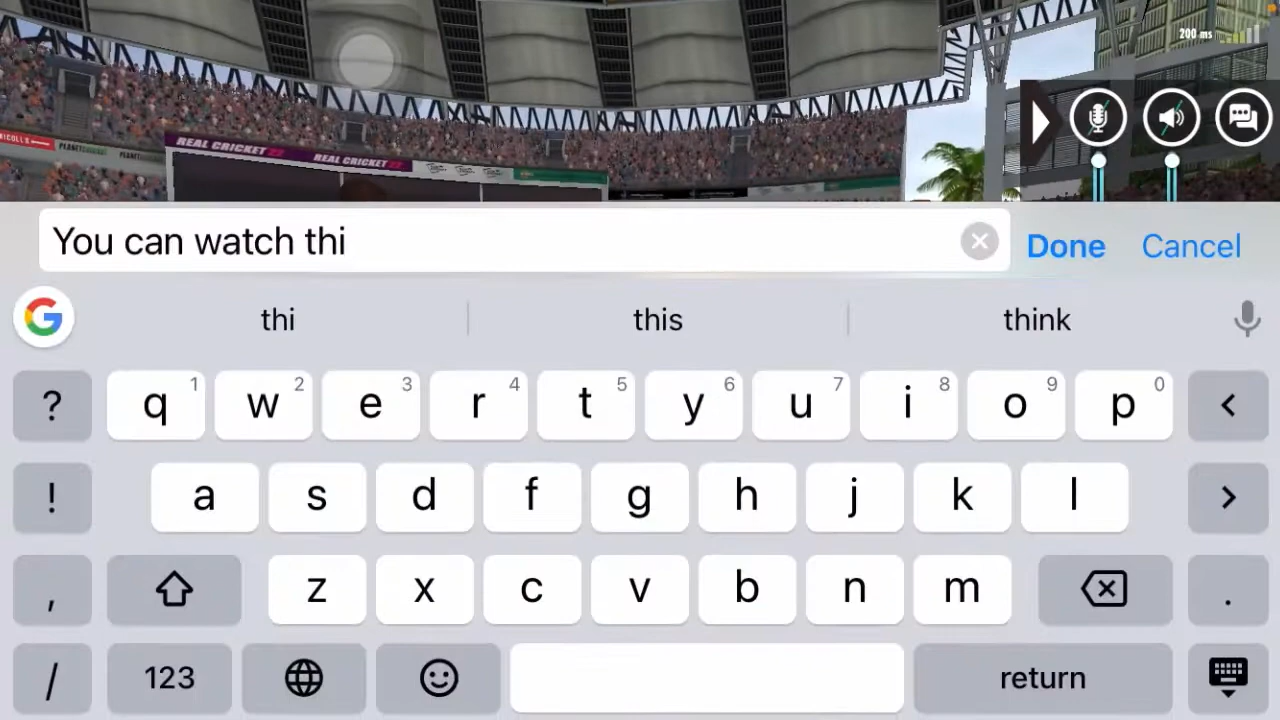 200 ms
REAL CRICKET 22 REAL CRICKET 22
You can watch thi
Done Cancel
thi this think
? q 1 w 2 e 3 r 4 t 5 y 6 u 7 i 8 o 9 p 0 <
! a s d f g h j k l >
, z x c v b n m .
/ 123 return